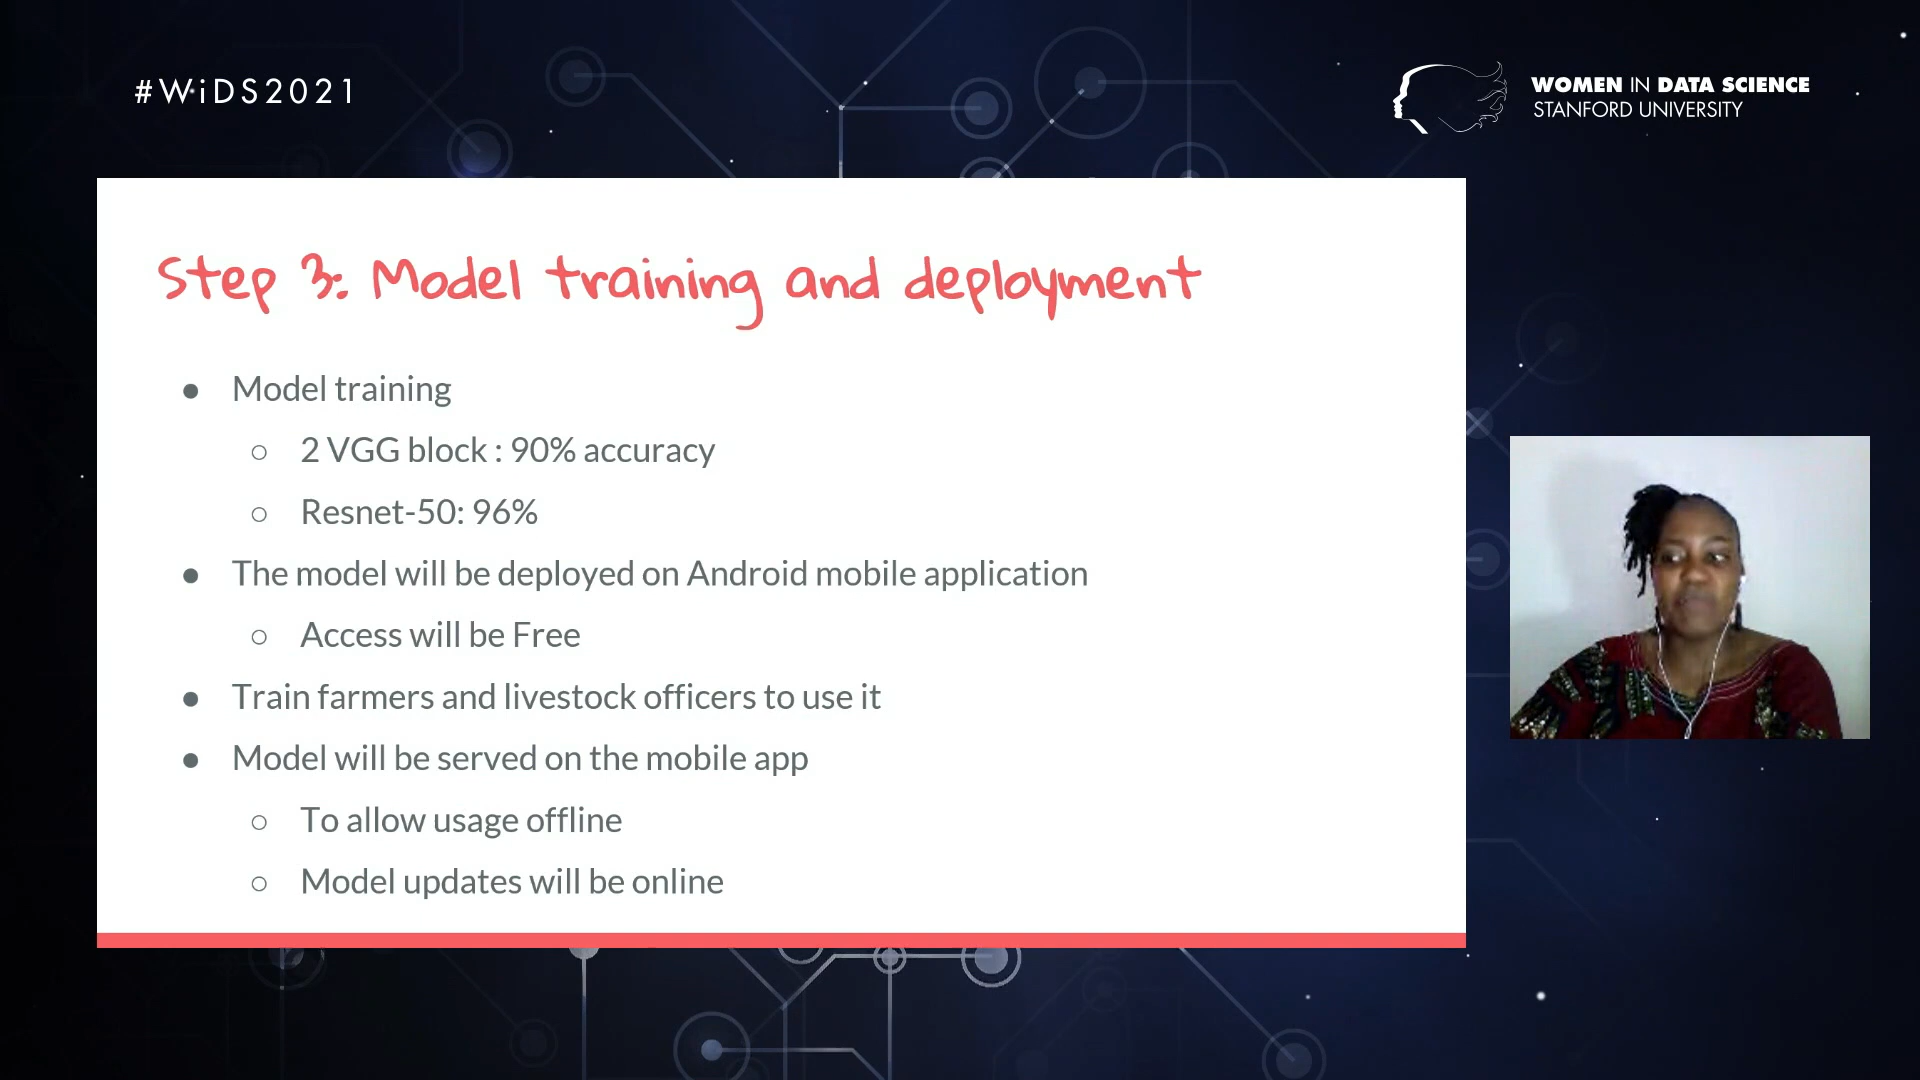 #WiDS2021
WOMEN IN DATA SCIENCE
STANFORD UNIVERSITY
Step 3: Model training and deployment
● Model training
○ 2 VGG block : 90% accuracy
○ Resnet-50: 96%
● The model will be deployed on Android mobile application
○ Access will be Free
● Train farmers and livestock officers to use it
● Model will be served on the mobile app
○ To allow usage offline
○ Model updates will be online